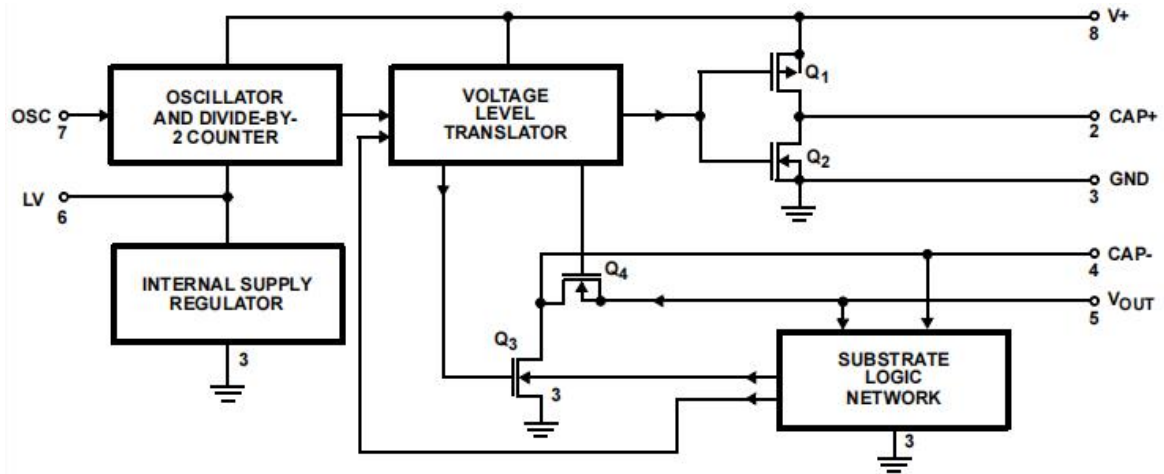 V+
8
OSCILLATOR
AND DIVIDE-BY-
2 COUNTER
VOLTAGE
LEVEL
TRANSLATOR
Q1
OSC
7
CAP+
2
Q2
GND
3
LV
6
INTERNAL SUPPLY
REGULATOR
3
CAP-
4
Q4
VOUT
5
Q3
3
SUBSTRATE
LOGIC
NETWORK
3